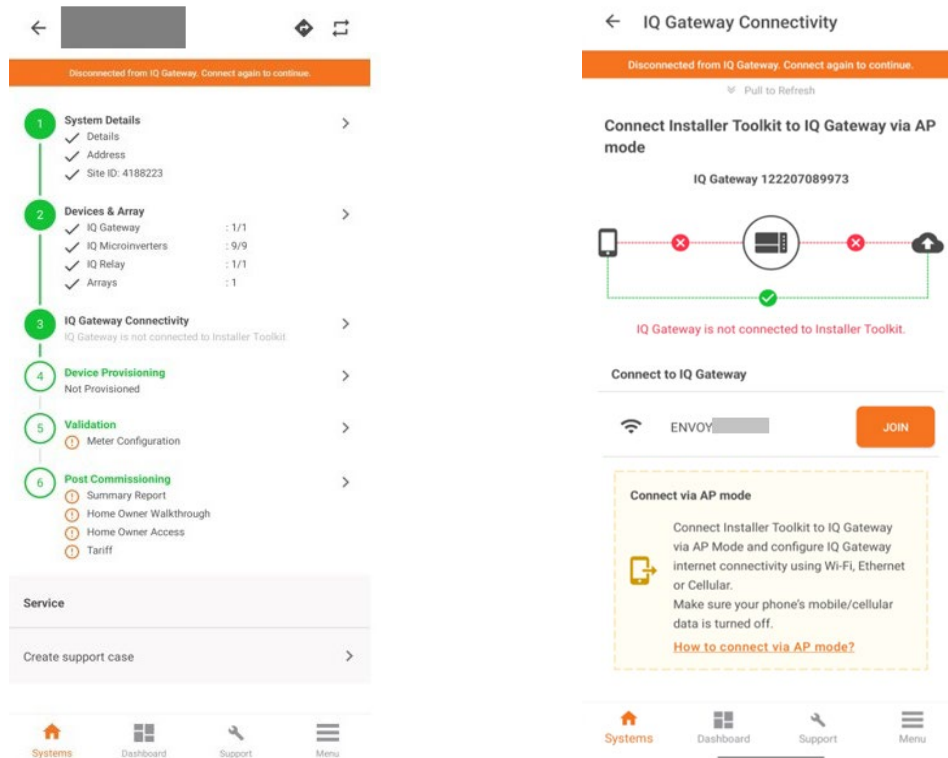 Disconnected from IQ Gateway. Connect again to continue.
1
System Details
Details
Address
Site ID: 4188223
2
Devices & Array
IQ Gateway : 1/1
IQ Microinverters : 9/9
IQ Relay : 1/1
Arrays : 1
3
IQ Gateway Connectivity
IQ Gateway is not connected to Installer Toolkit
4
Device Provisioning
Not Provisioned
5
Validation
Meter Configuration
6
Post Commissioning
Summary Report
Home Owner Walkthrough
Home Owner Access
Tariff
Service
Create support case
Systems Dashboard Support Menu
IQ Gateway Connectivity
Disconnected from IQ Gateway. Connect again to continue.
Pull to Refresh
Connect Installer Toolkit to IQ Gateway via AP
mode
IQ Gateway 122207089973
IQ Gateway is not connected to Installer Toolkit.
Connect to IQ Gateway
ENVOY
JOIN
Connect via AP mode
Connect Installer Toolkit to IQ Gateway
via AP Mode and configure IQ Gateway
internet connectivity using Wi-Fi, Ethernet
or Cellular.
Make sure your phone's mobile/cellular
data is turned off.
How to connect via AP mode?
Systems Dashboard Support Menu